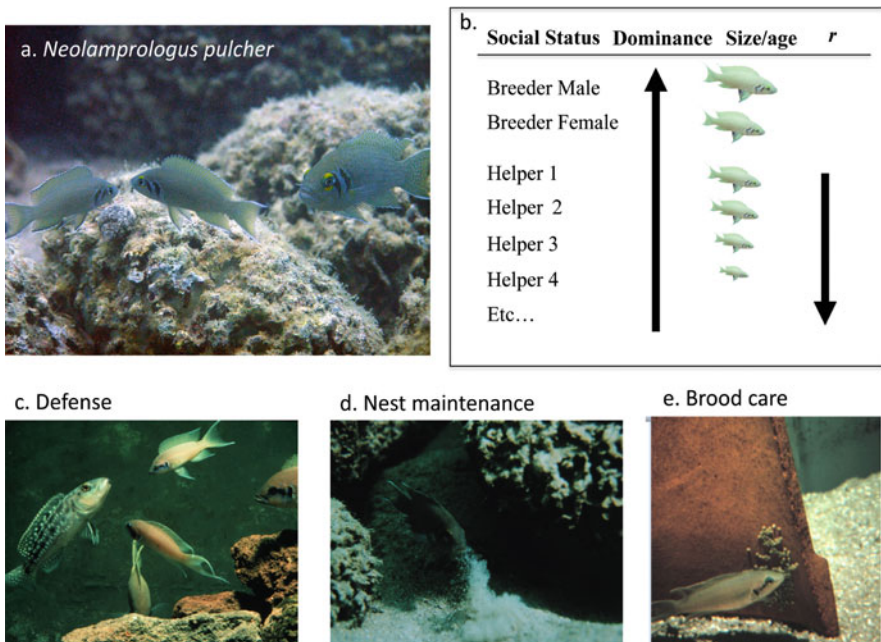 a. Neolamprologus pulcher
b.
Social Status Dominance Size/age r
Breeder Male
Breeder Female
Helper 1
Helper 2
Helper 3
Helper 4
Etc...
c. Defense
d. Nest maintenance
e. Brood care